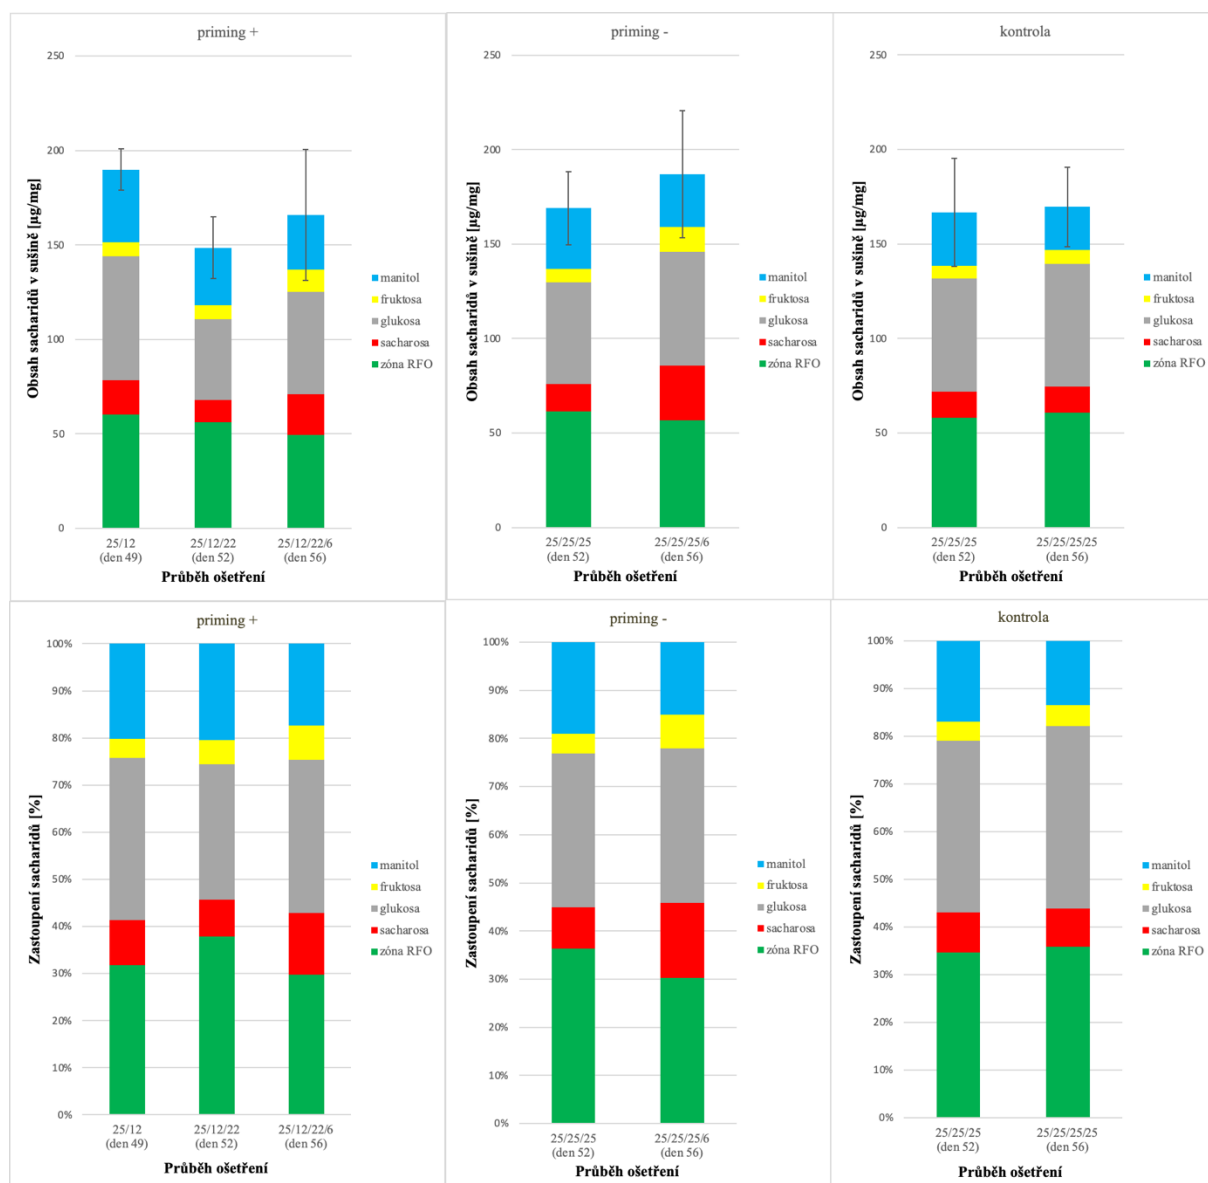 priming +
250
200
150
100
50
0
Obsah sacharidů v sušině [µg/mg]
manitol
fruktosa
glukosa
sacharosa
zóna RFO
25/12
(den 49)
25/12/22
(den 52)
25/12/22/6
(den 56)
Průběh ošetření
priming -
250
200
150
100
50
0
Obsah sacharidů v sušině [µg/mg]
manitol
fruktosa
glukosa
sacharosa
zóna RFO
25/25/25
(den 52)
25/25/25/6
(den 56)
Průběh ošetření
kontrola
250
200
150
100
50
0
Obsah sacharidů v sušině [µg/mg]
manitol
fruktosa
glukosa
sacharosa
zóna RFO
25/25/25
(den 52)
25/25/25/25
(den 56)
Průběh ošetření
priming +
100%
90%
80%
70%
60%
50%
40%
30%
20%
10%
0%
Zastoupení sacharidů [%]
manitol
fruktosa
glukosa
sacharosa
zóna RFO
25/12
(den 49)
25/12/22
(den 52)
25/12/22/6
(den 56)
Průběh ošetření
priming -
100%
90%
80%
70%
60%
50%
40%
30%
20%
10%
0%
Zastoupení sacharidů [%]
manitol
fruktosa
glukosa
sacharosa
zóna RFO
25/25/25
(den 52)
25/25/25/6
(den 56)
Průběh ošetření
kontrola
100%
90%
80%
70%
60%
50%
40%
30%
20%
10%
0%
Zastoupení sacharidů [%]
manitol
fruktosa
glukosa
sacharosa
zóna RFO
25/25/25
(den 52)
25/25/25/25
(den 56)
Průběh ošetření